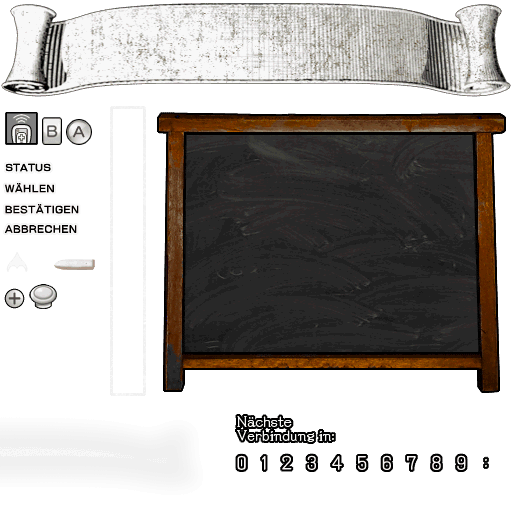 B A
STATUS
WÄHLEN
BESTÄTIGEN
ABBRECHEN
Nächste
Verbindung in:
0 1 2 3 4 5 6 7 8 9 :